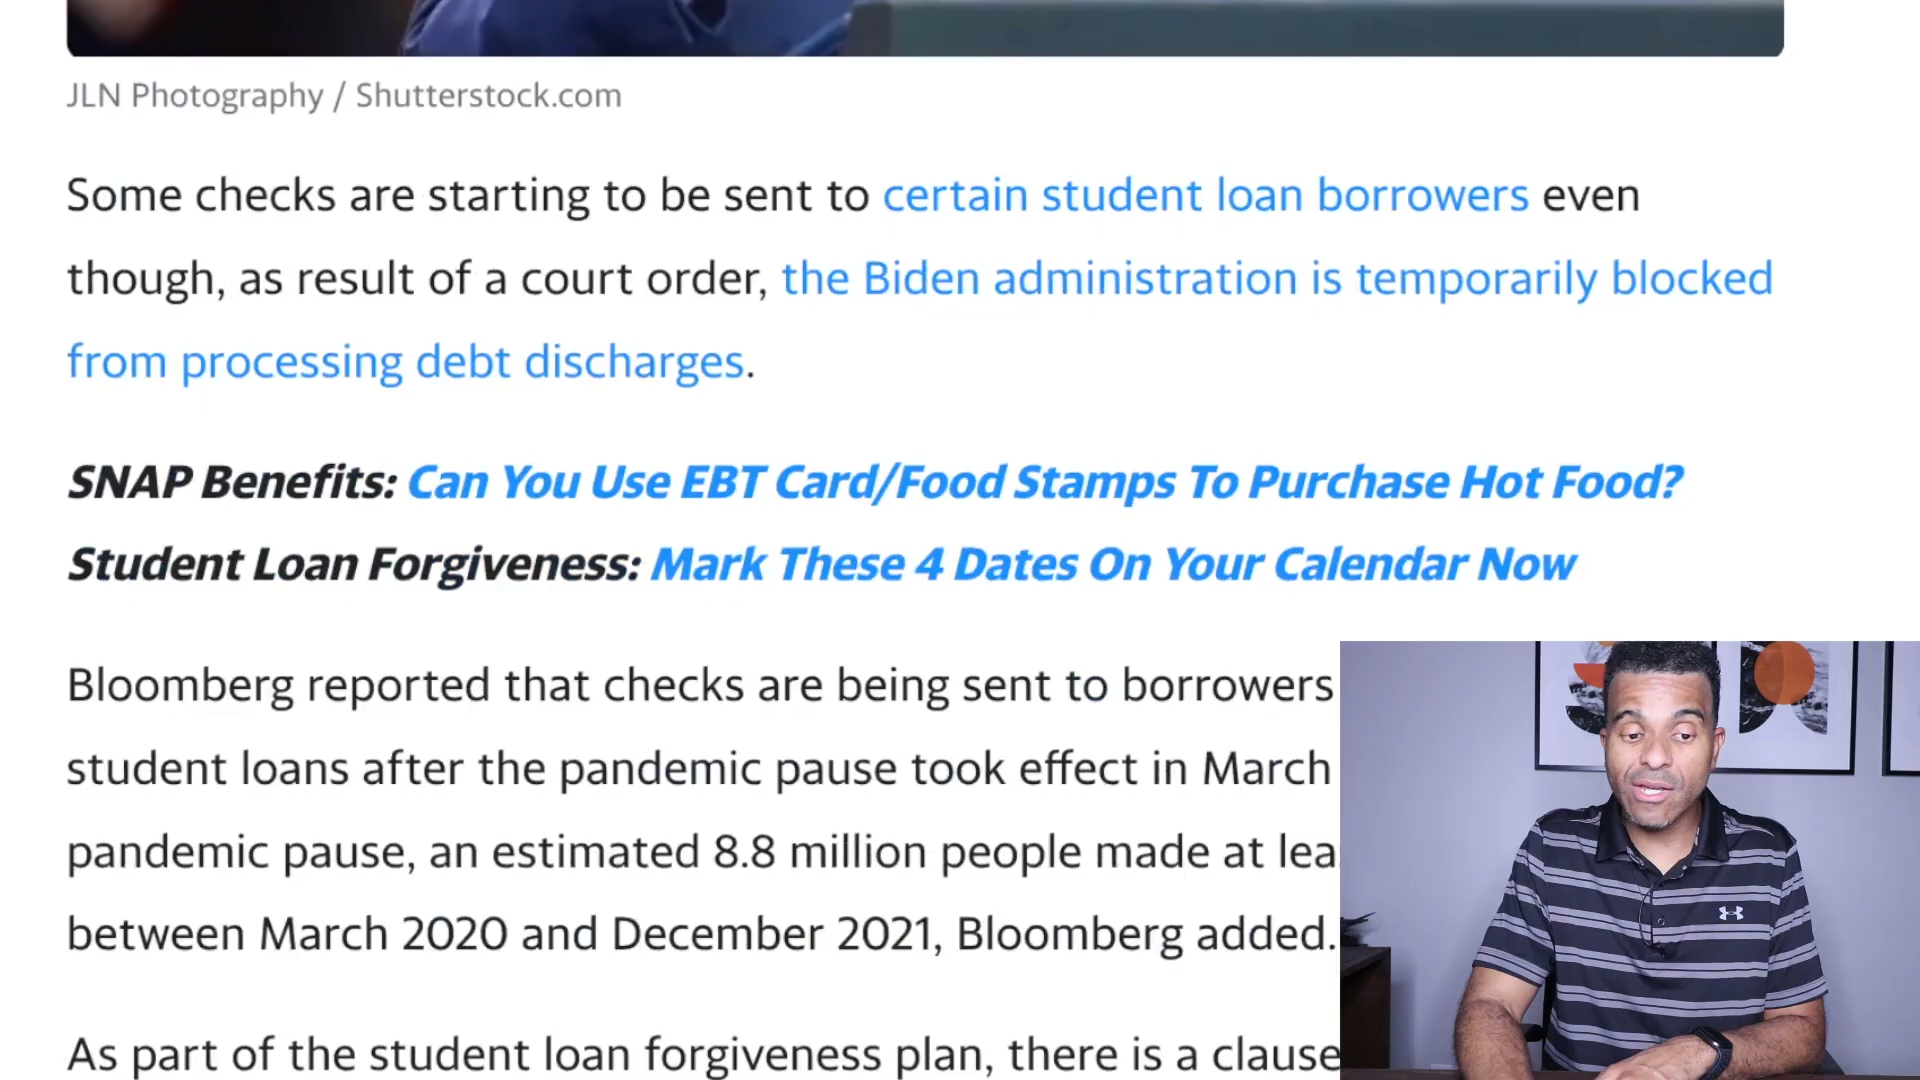 JLN Photography / Shutterstock.com
Some checks are starting to be sent to certain student loan borrowers even
though, as result of a court order, the Biden administration is temporarily blocked
from processing debt discharges.
SNAP Benefits: Can You Use EBT Card/Food Stamps To Purchase Hot Food?
Student Loan Forgiveness: Mark These 4 Dates On Your Calendar Now
Bloomberg reported that checks are being sent to borrowers
student loans after the pandemic pause took effect in March
pandemic pause, an estimated 8.8 million people made at
between March 2020 and December 2021, Bloomberg added.
As part of the student loan forgiveness plan, there is a clause